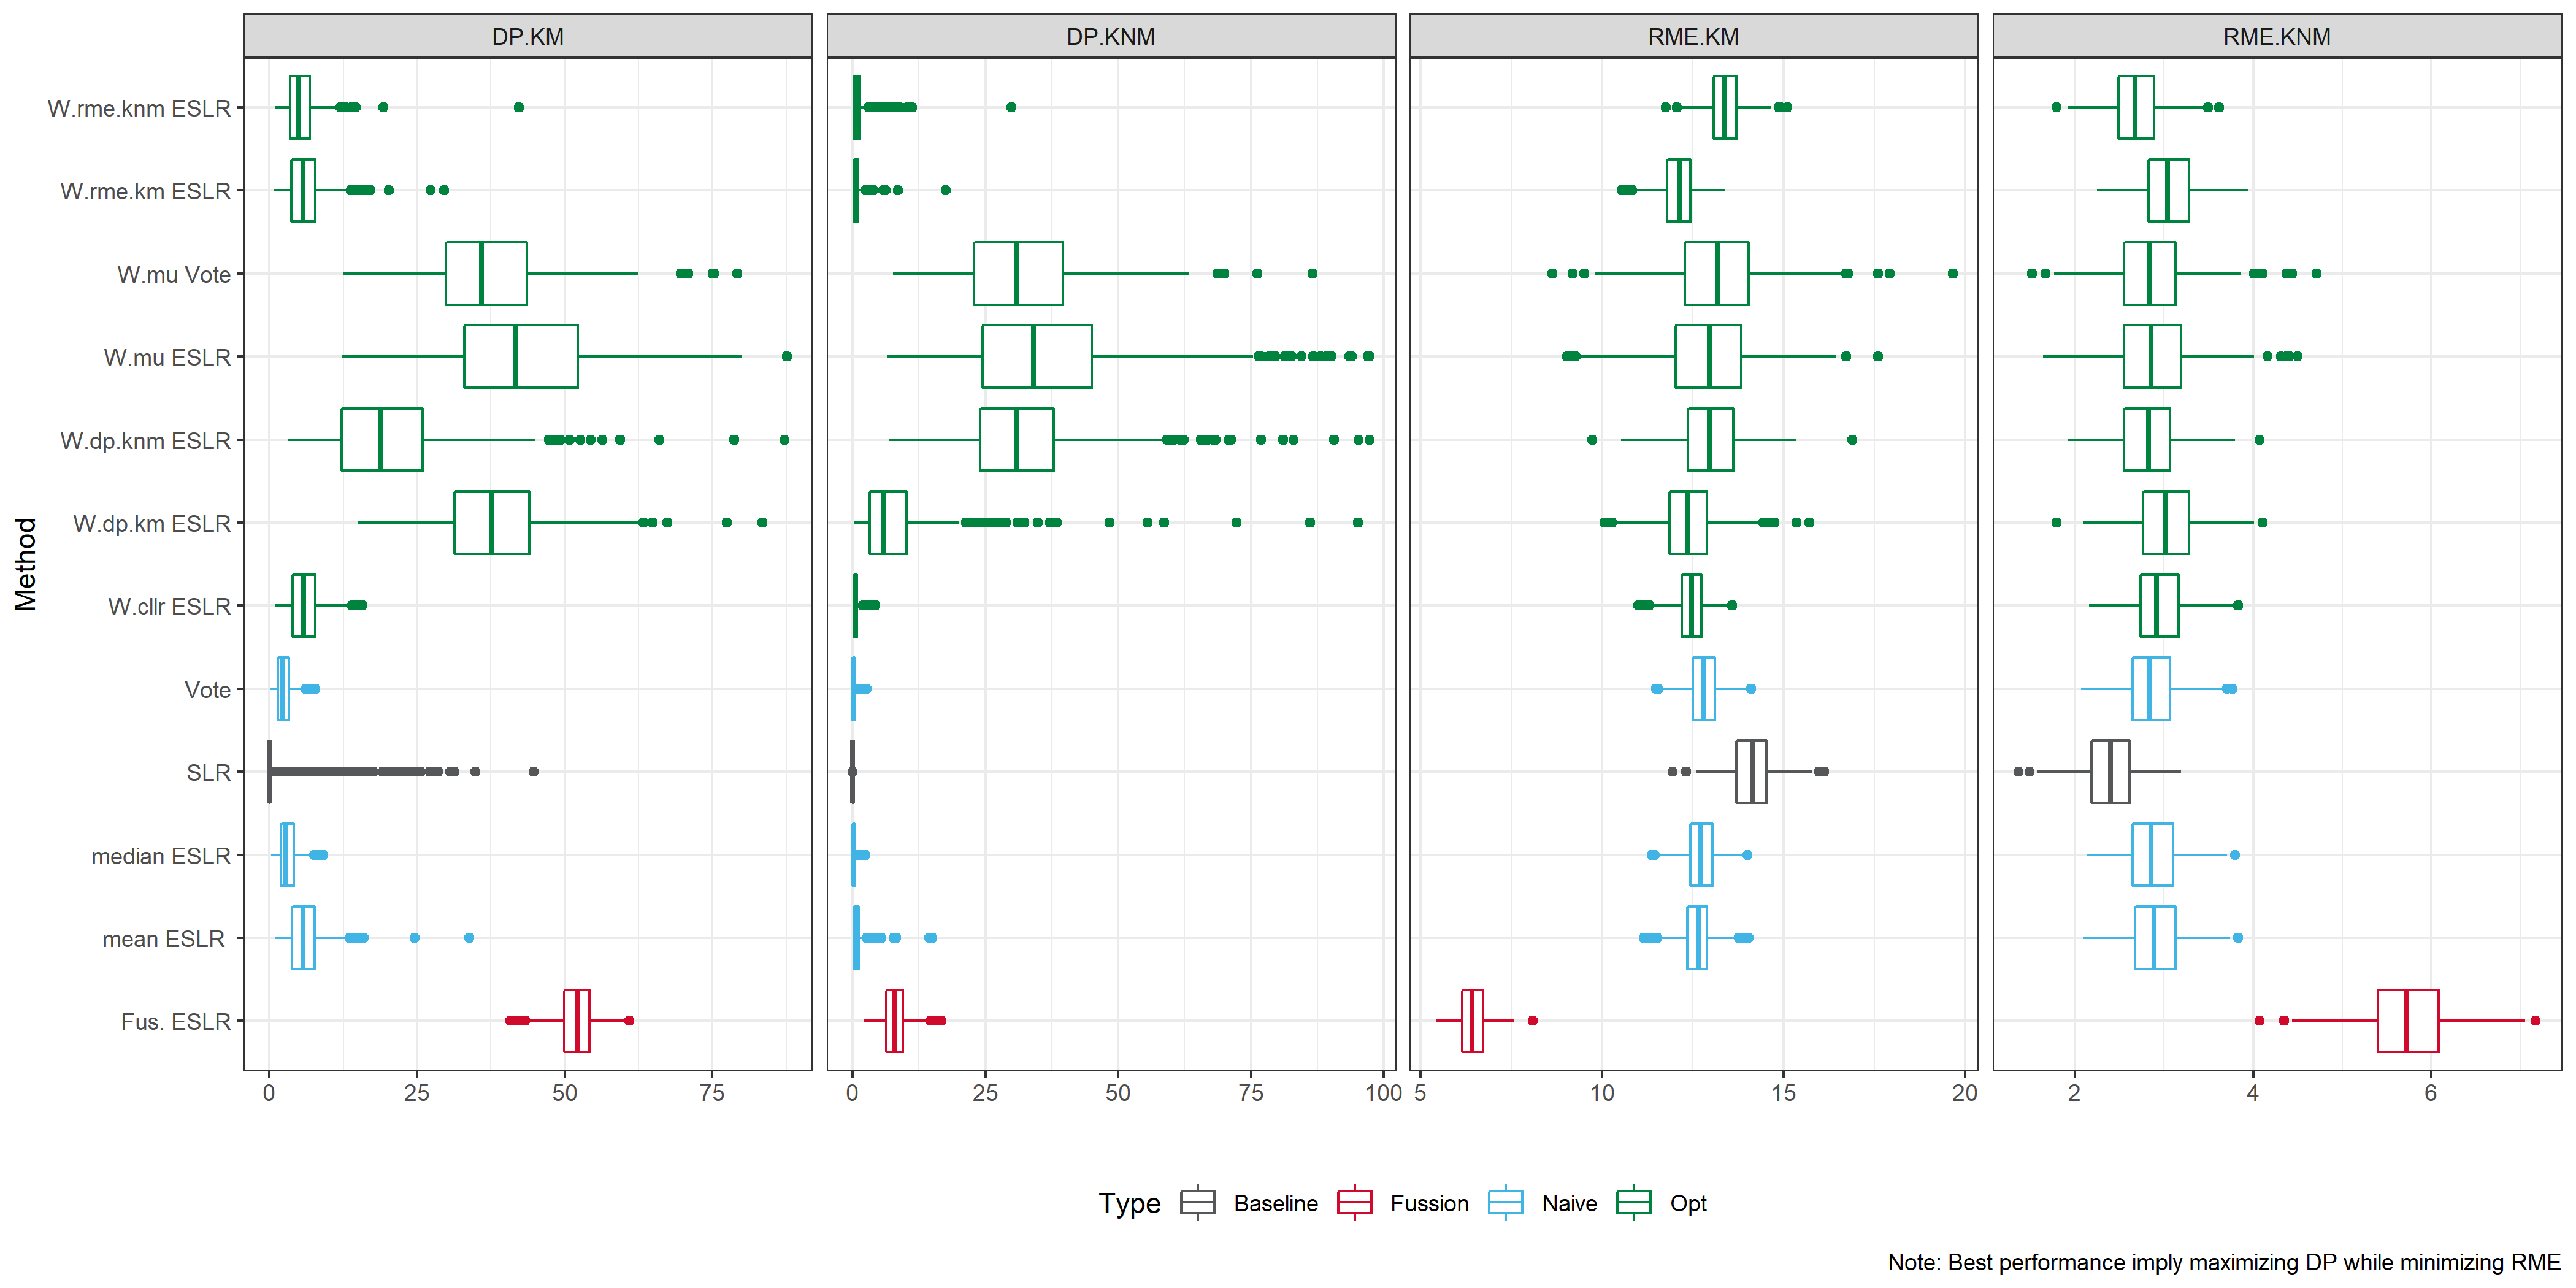 DP.KM DP.KNM RME.KM RME.KNM
W.rme.knm ESLR
W.rme.km ESLR
W.mu Vote
W.mu ESLR
W.dp.knm ESLR
W.dp.km ESLR
W.cllr ESLR
Vote
SLR
median ESLR
mean ESLR
Fus. ESLR
Method
0 25 50 75 0 25 50 75 100 5 10 15 20 2 4 6
Type Baseline Fussion Naive Opt
Note: Best performance imply maximizing DP while minimizing RME